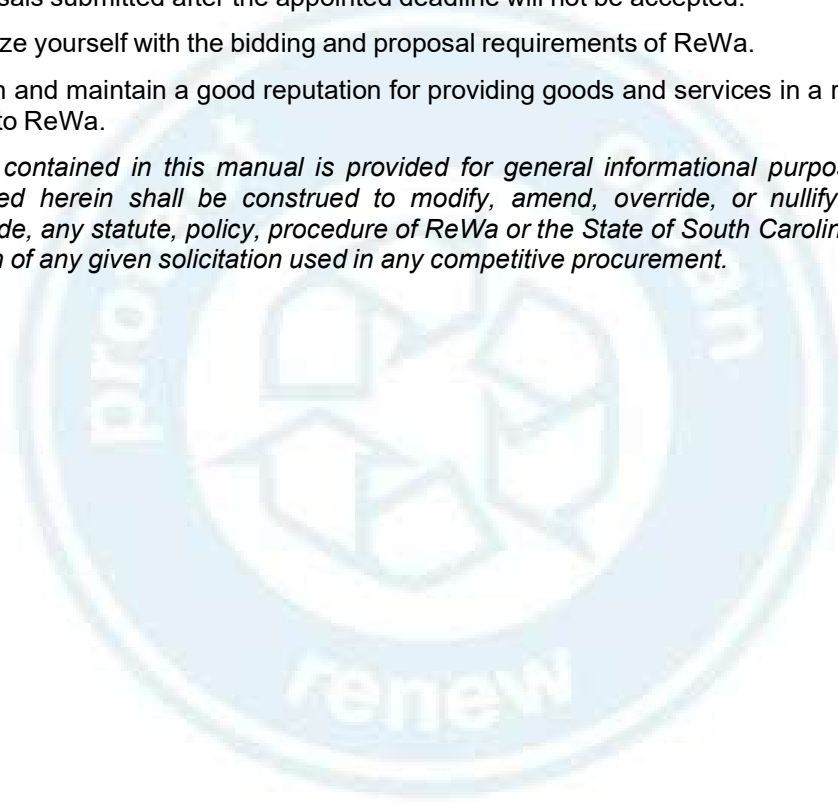 sals submitted after the appointed deadline will not be accepted.
ze yourself with the bidding and proposal requirements of ReWa.
n and maintain a good reputation for providing goods and services in a
to ReWa.
contained in this manual is provided for general informational
ed herein shall be construed to modify, amend, override, or nullify
de, any statute, policy, procedure of ReWa or the State of South
n of any given solicitation used in any competitive procurement.
renew